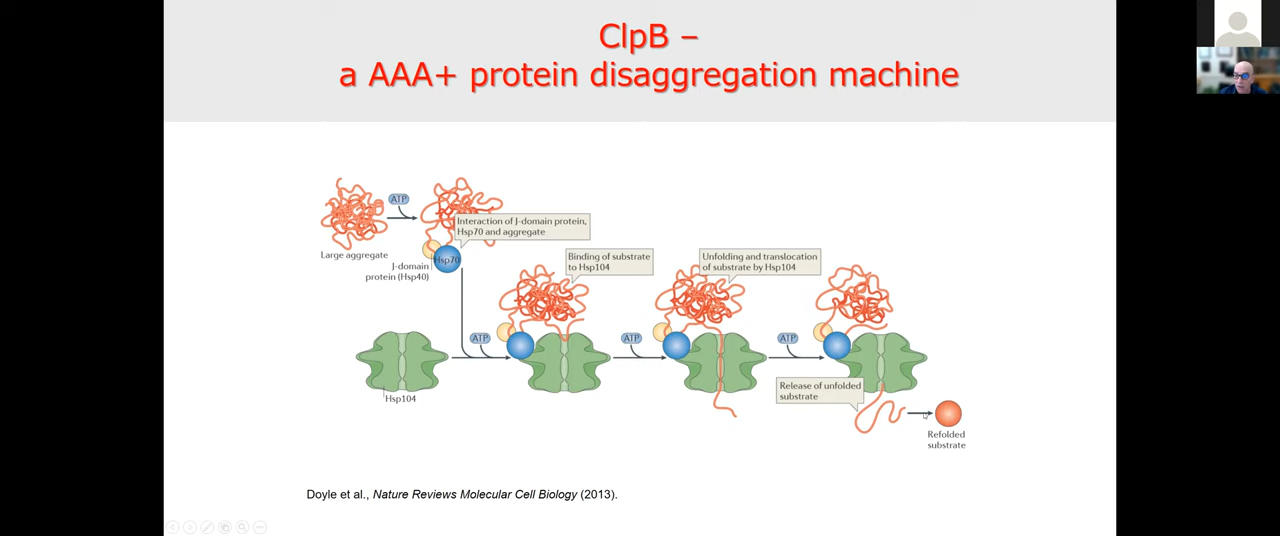 ClpB –
a AAA+ protein disaggregation machine
ATP
Large aggregate
Interaction of J-domain protein,
Hsp70 and aggregate
Hsp70
J-domain
protein (Hsp40)
Binding of substrate
to Hsp104
Unfolding and translocation
of substrate by Hsp104
ATP
ATP
ATP
Hsp104
Release of unfolded
substrate
Refolded
substrate
Doyle et al., Nature Reviews Molecular Cell Biology (2013).